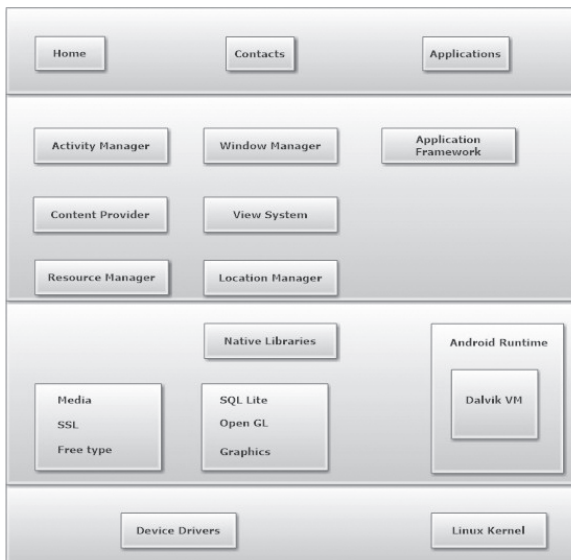 Home
Contacts
Applications
Activity Manager
Window Manager
Application
Framework
Content Provider
View System
Resource Manager
Location Manager
Native Libraries
Android Runtime
Media
SSL
Free type
SQL Lite
Open GL
Graphics
Dalvik VM
Device Drivers
Linux Kernel